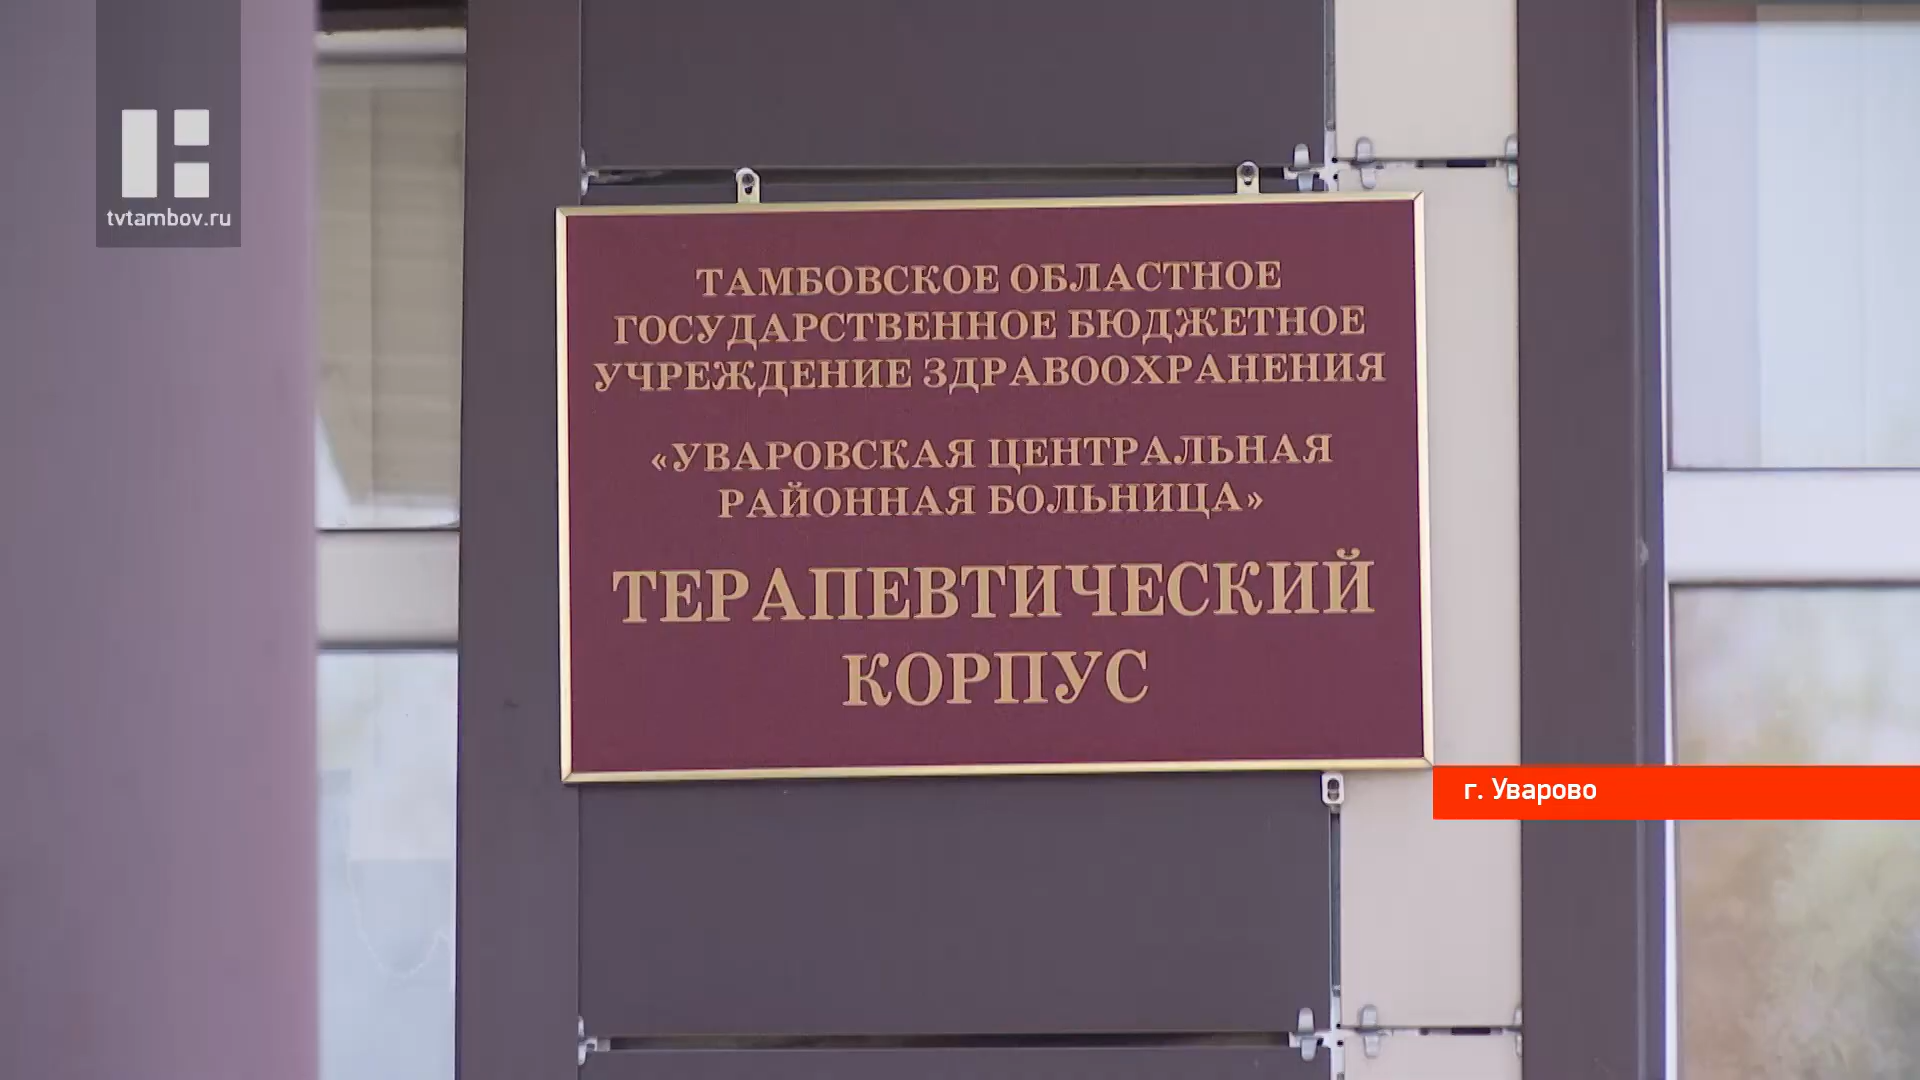 tvtambov.ru
ТАМБОВСКОЕ ОБЛАСТНОЕ
ГОСУДАРСТВЕННОЕ БЮДЖЕТНОЕ
УЧРЕЖДЕНИЕ ЗДРАВООХРАНЕНИЯ
«УВАРОВСКАЯ ЦЕНТРАЛЬНАЯ
РАЙОННАЯ БОЛЬНИЦА»
ТЕРАПЕВТИЧЕСКИЙ
КОРПУС
г. Уварово